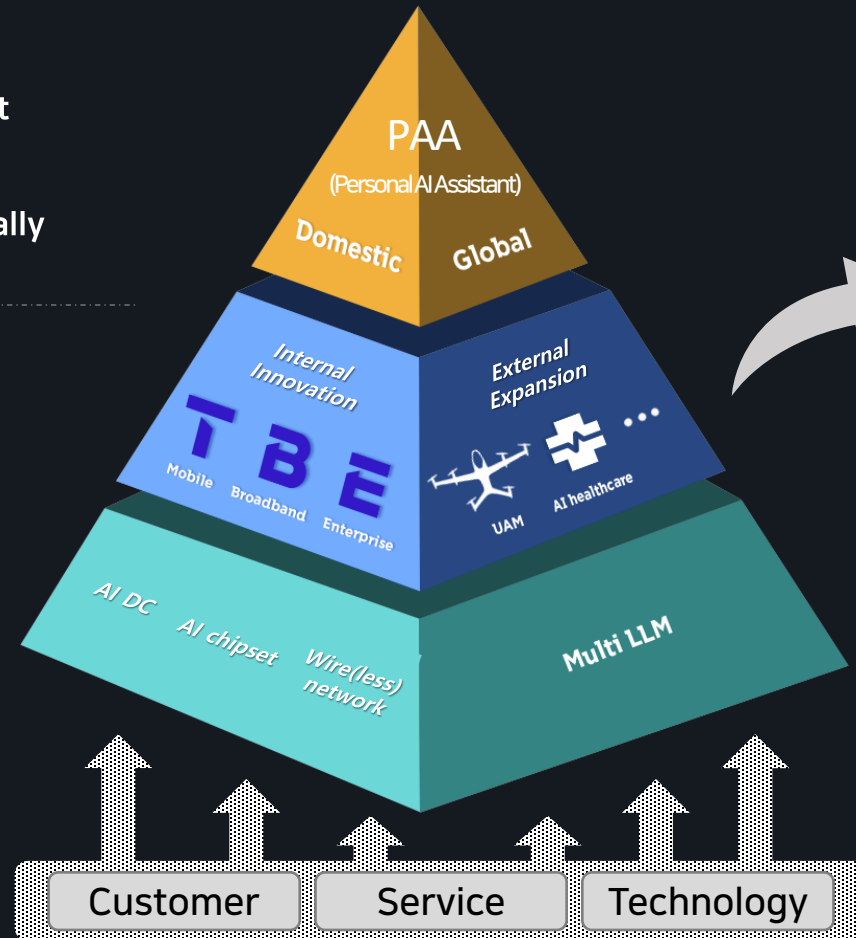 t
ally
PAA
(Personal AI Assistant)
Domestic
Global
Internal
Innovation
T
Mobile
B
Broadband
E
Enterprise
External
Expansion
UAM
AI healthcare
...
AI DC
AI chipset
Wire(less)
network
Multi LLM
Customer
Service
Technology